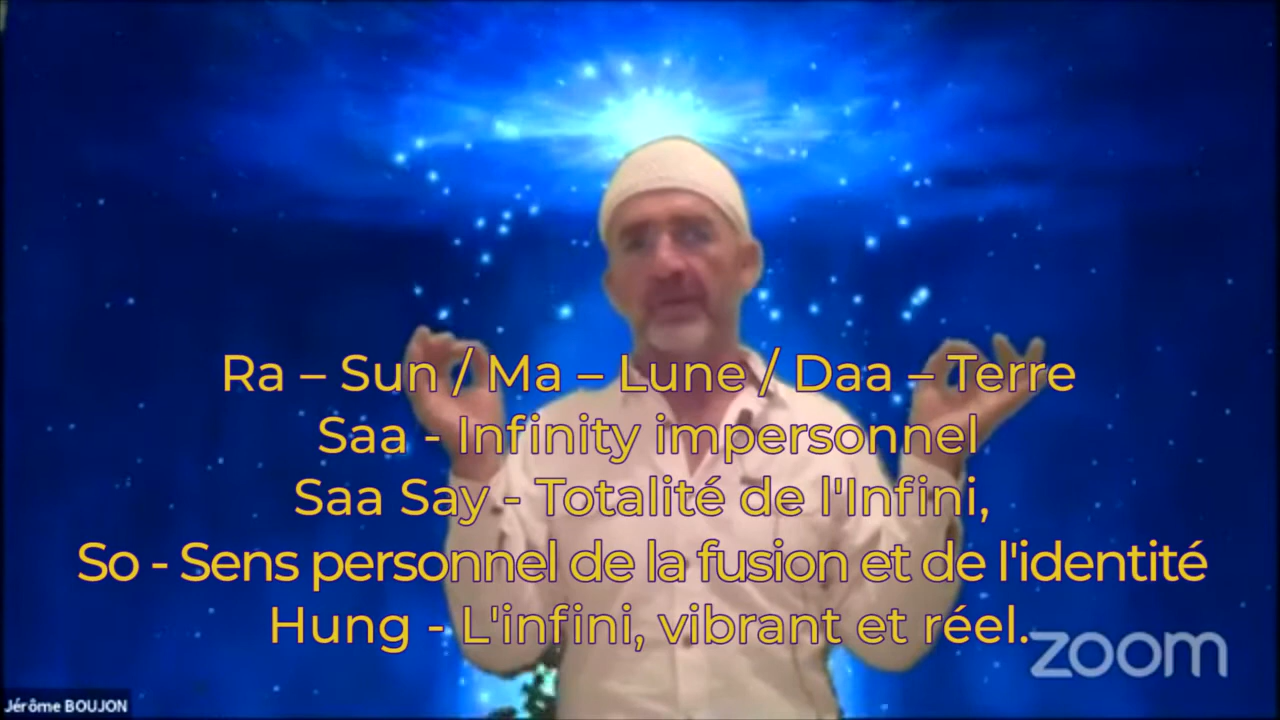 Ra – Sun / Ma – Lune / Daa – Terre
Saa - Infinity impersonnel
Saa Say - Totalité de l'Infini,
So - Sens personnel de la fusion et de l'identité
Hung - L'infini, vibrant et réel.
zoom
Jérôme BOUJON